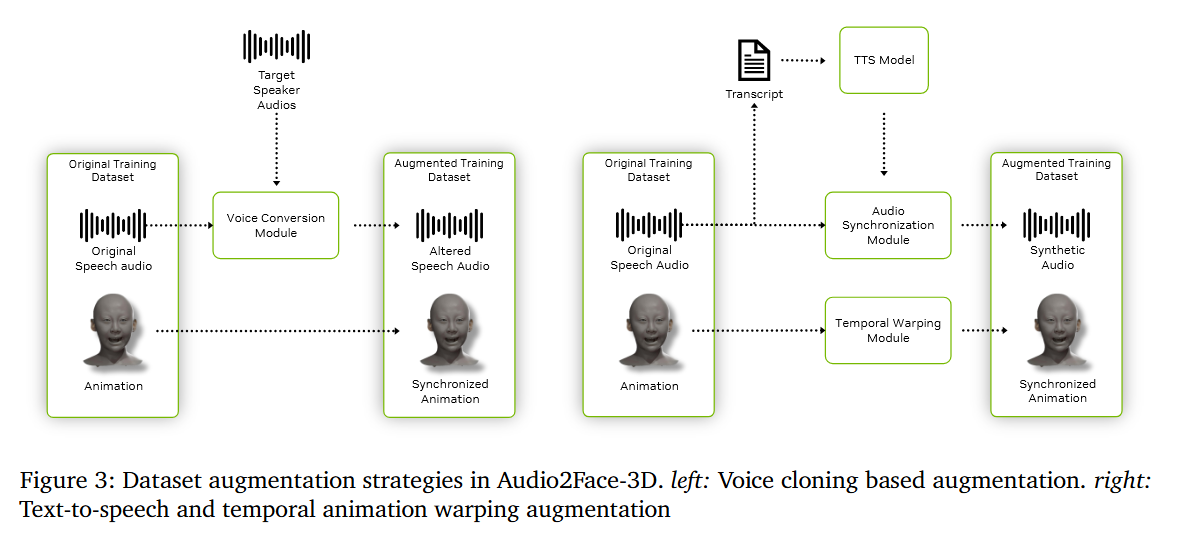 Target
Speaker
Audios
Original Training
Dataset
Original
Speech audio
Animation
Voice Conversion
Module
Augmented Training
Dataset
Altered
Speech Audio
Synchronized
Animation
Transcript
TTS Model
Original Training
Dataset
Original
Speech Audio
Animation
Audio
Synchronization
Module
Temporal Warping
Module
Augmented Training
Dataset
Synthetic
Audio
Synchronized
Animation
Figure 3: Dataset augmentation strategies in Audio2Face-3D. left: Voice cloning based augmentation. right:
Text-to-speech and temporal animation warping augmentation